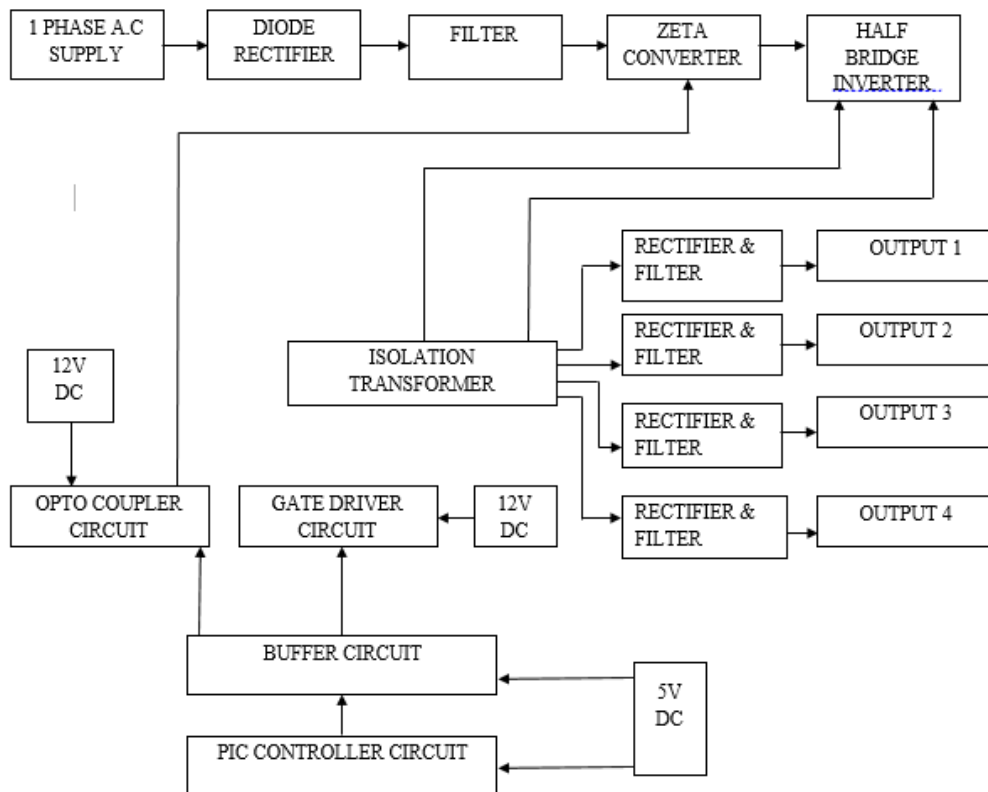 1 PHASE A.C
SUPPLY
DIODE
RECTIFIER
FILTER
ZETA
CONVERTER
HALF
BRIDGE
INVERTER
RECTIFIER &
FILTER
OUTPUT 1
RECTIFIER &
FILTER
OUTPUT 2
ISOLATION
TRANSFORMER
12V
DC
RECTIFIER &
FILTER
OUTPUT 3
OPTO COUPLER
CIRCUIT
GATE DRIVER
CIRCUIT
12V
DC
RECTIFIER &
FILTER
OUTPUT 4
BUFFER CIRCUIT
5V
DC
PIC CONTROLLER CIRCUIT